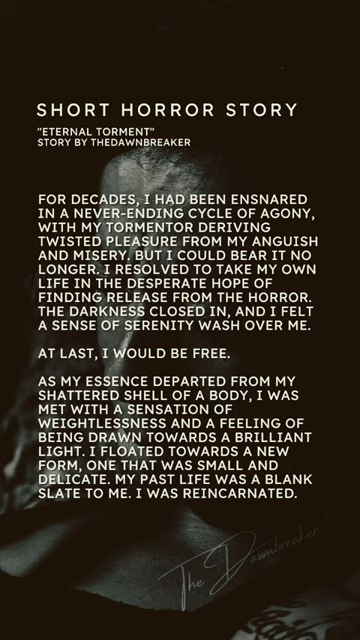 SHORT HORROR STORY
"ETERNAL TORMENT"
STORY BY THEDAWNBREAKER
FOR DECADES, I HAD BEEN ENSNARED
IN A NEVER-ENDING CYCLE OF AGONY,
WITH MY TORMENTOR DERIVING
TWISTED PLEASURE FROM MY ANGUISH
AND MISERY. BUT I COULD BEAR IT NO
LONGER. I RESOLVED TO TAKE MY OWN
LIFE IN THE DESPERATE HOPE OF
FINDING RELEASE FROM THE HORROR.
THE DARKNESS CLOSED IN, AND I FELT
A SENSE OF SERENITY WASH OVER ME.
AT LAST, I WOULD BE FREE.
AS MY ESSENCE DEPARTED FROM MY
SHATTERED SHELL OF A BODY, I WAS
MET WITH A SENSATION OF
WEIGHTLESSNESS AND A FEELING OF
BEING DRAWN TOWARDS A BRILLIANT
LIGHT. I FLOATED TOWARDS A NEW
FORM, ONE THAT WAS SMALL AND
DELICATE. MY PAST LIFE WAS A BLANK
SLATE TO ME. I WAS REINCARNATED.
The Dawnbreaker